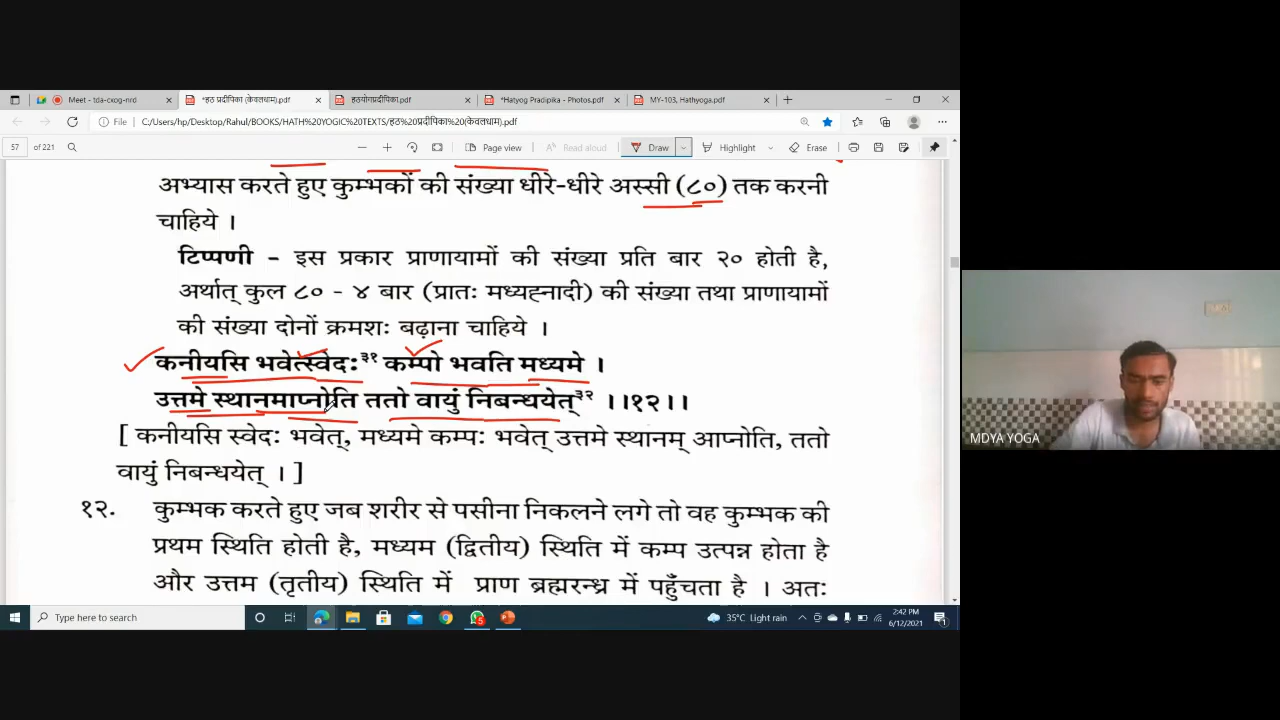 Meet - tda-cxog-nrd
*हठ प्रदीपिका (केवलधाम).pdf
हठयोगप्रदीपिका.pdf
*Hatyog Pradipika - Photos.pdf
MY-103, Hathyoga.pdf
File
C:/Users/hp/Desktop/Rahul/BOOKS/HATH%20YOGIC%20TEXTS/हठ%20प्रदीपिका%20(केवलधाम).pdf
57 of 221
Page view
Read aloud
Draw
Highlight
Erase
अभ्यास करते हुए कुम्भकों की संख्या धीरे-धीरे अस्सी (८०) तक करनी
चाहिये ।
टिप्पणी - इस प्रकार प्राणायामों की संख्या प्रति बार २० होती है,
अर्थात् कुल ८० - ४ बार (प्रातः मध्यह्नादी) की संख्या तथा प्राणायामों
की संख्या दोनों क्रमशः बढ़ाना चाहिये ।
कनीयसि भवेत्स्वेदः३१ कम्पो भवति मध्यमे ।
उत्तमे स्थानमाप्नोति ततो वायुं निबन्धयेत्३२ ।।१२।।
[ कनीयसि स्वेदः भवेत्, मध्यमे कम्पः भवेत् उत्तमे स्थानम् आप्नोति, ततो
वायुं निबन्धयेत् । ]
१२. कुम्भक करते हुए जब शरीर से पसीना निकलने लगे तो वह कुम्भक की
प्रथम स्थिति होती है, मध्यम (द्वितीय) स्थिति में कम्प उत्पन्न होता है
और उत्तम (तृतीय) स्थिति में प्राण ब्रह्मरन्ध्र में पहुँचता है । अतः
MDYA YOGA
Type here to search
5
35°C Light rain
2:42 PM
6/12/2021
1